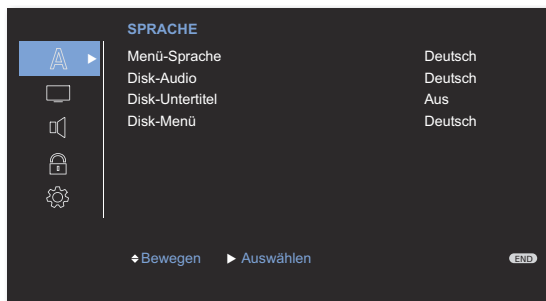 SPRACHE
A
Menü-Sprache Deutsch
Disk-Audio Deutsch
Disk-Untertitel Aus
Disk-Menü Deutsch
Bewegen Auswählen END